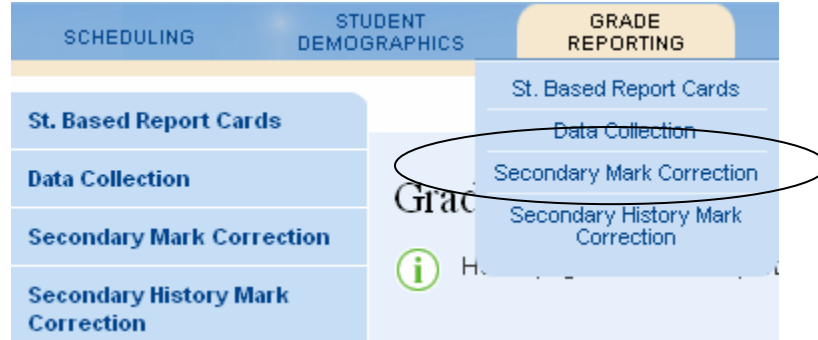 SCHEDULING
STUDENT
DEMOGRAPHICS
GRADE
REPORTING
St. Based Report Cards
Data Collection
Secondary Mark Correction
Secondary History Mark
Correction
St. Based Report Cards
Data Collection
Secondary Mark Correction
Secondary History Mark
Correction